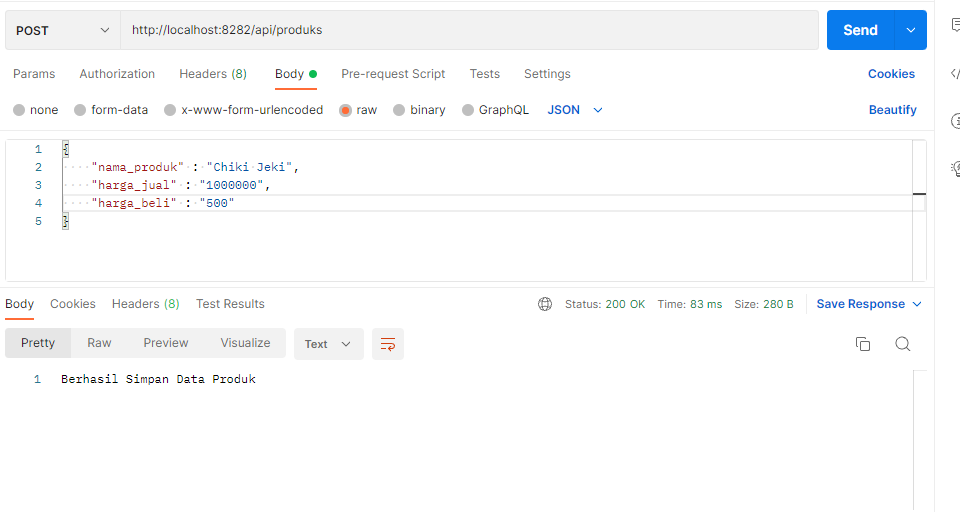 POST http://localhost:8282/api/produks Send
Params Authorization Headers (8) Body Pre-request Script Tests Settings Cookies
none form-data x-www-form-urlencoded raw binary GraphQL JSON Beautify
1 {
2 "nama_produk" : "Chiki Jeki",
3 "harga_jual" : "1000000",
4 "harga_beli" : "500"
5 }
Body Cookies Headers (8) Test Results Status: 200 OK Time: 83 ms Size: 280 B Save Response
Pretty Raw Preview Visualize Text
1 Berhasil Simpan Data Produk